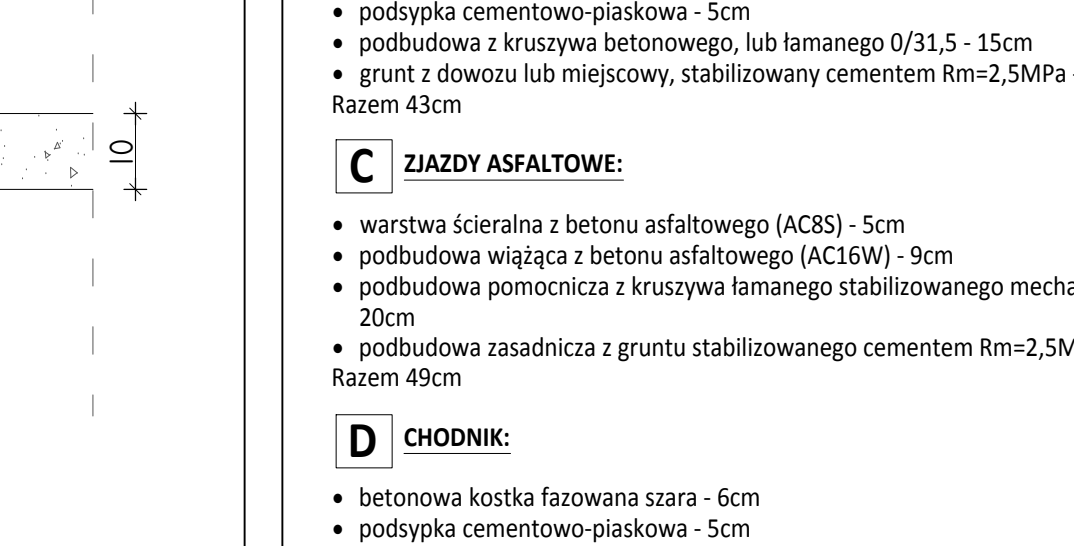 • podsypka cementowo-piaskowa - 5cm
• podbudowa z kruszywa betonowego, lub łamanego 0/31,5 - 15cm
• grunt z dowozu lub miejscowy, stabilizowany cementem Rm=2,5MPa -
Razem 43cm
10
C ZJAZDY ASFALTOWE:
• warstwa ścieralna z betonu asfaltowego (AC8S) - 5cm
• podbudowa wiążąca z betonu asfaltowego (AC16W) - 9cm
• podbudowa pomocnicza z kruszywa łamanego stabilizowanego mecha
20cm
• podbudowa zasadnicza z gruntu stabilizowanego cementem Rm=2,5M
Razem 49cm
D CHODNIK:
• betonowa kostka fazowana szara - 6cm
• podsypka cementowo-piaskowa - 5cm